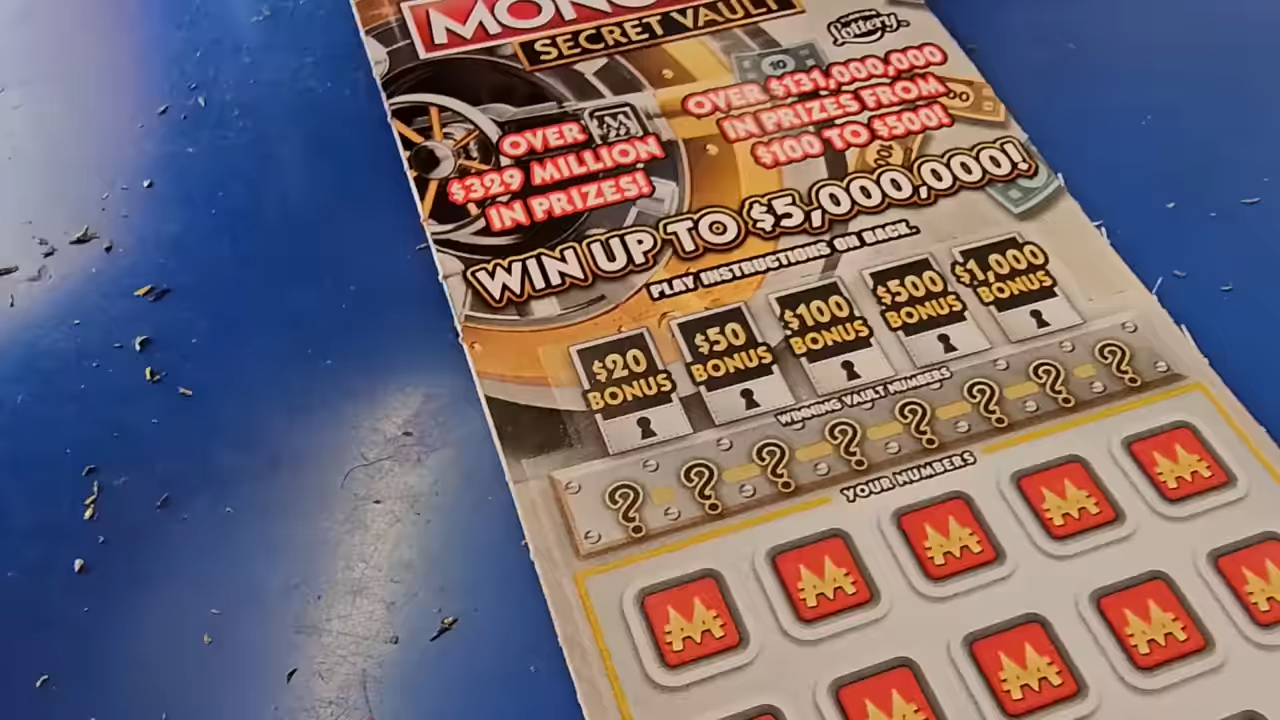 SECRET VAULT
Lottery
OVER
$329 MILLION
IN PRIZES!
OVER $131,000,000
IN PRIZES FROM
$100 TO $500!
WIN UP TO $5,000,000!
PLAY INSTRUCTIONS ON BACK.
$20
BONUS
$50
BONUS
$100
BONUS
$500
BONUS
$1,000
BONUS
WINNING VAULT NUMBERS
? ? ? ? ? ? ? ?
YOUR NUMBERS
10